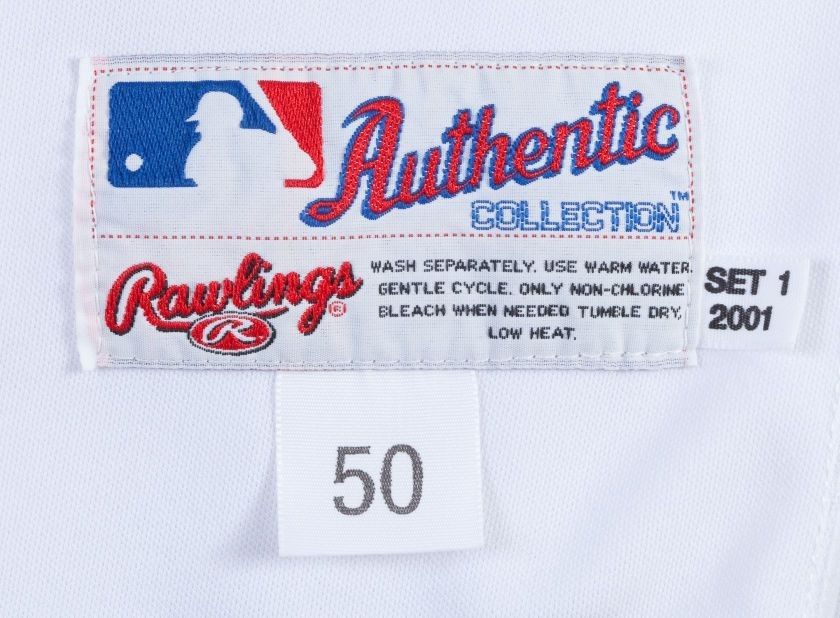 Authentic
COLLECTION™
Rawlings®
R
WASH SEPARATELY. USE WARM WATER.
GENTLE CYCLE. ONLY NON-CHLORINE
BLEACH WHEN NEEDED TUMBLE DRY,
LOW HEAT.
SET 1
2001
50